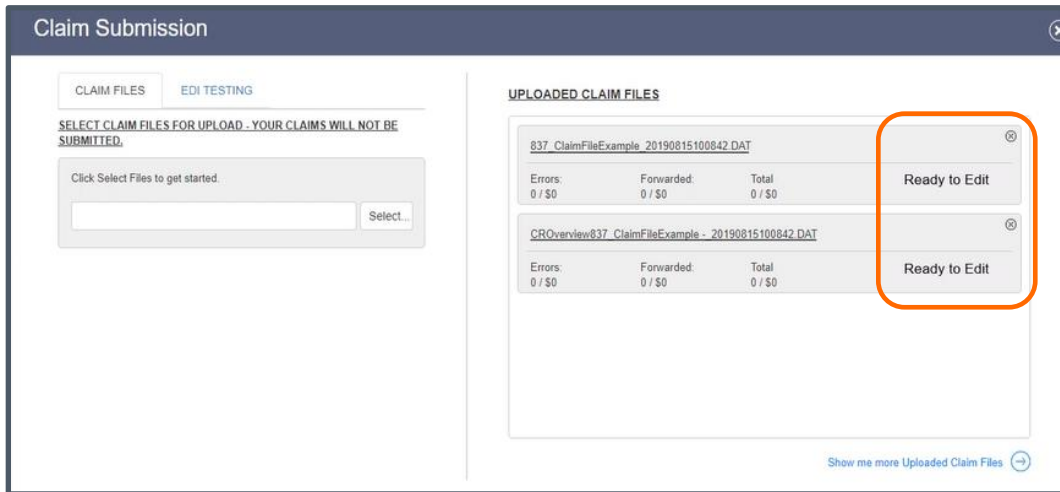 Claim Submission
CLAIM FILES EDI TESTING
SELECT CLAIM FILES FOR UPLOAD - YOUR CLAIMS WILL NOT BE
SUBMITTED.
Click Select Files to get started.
Select...
UPLOADED CLAIM FILES
837_ClaimFileExample_20190815100842.DAT
Errors: Forwarded: Total Ready to Edit
0 / $0 0 / $0 0 / $0
CROverview837_ClaimFileExample - _20190815100842.DAT
Errors: Forwarded: Total Ready to Edit
0 / $0 0 / $0 0 / $0
Show me more Uploaded Claim Files